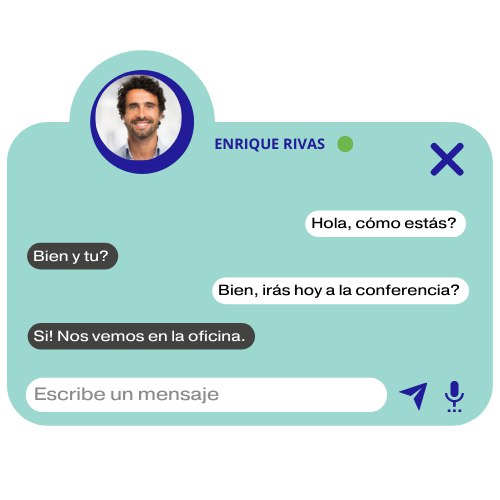 ENRIQUE RIVAS
Hola, cómo estás?
Bien y tu?
Bien, irás hoy a la conferencia?
Si! Nos vemos en la oficina.
Escribe un mensaje